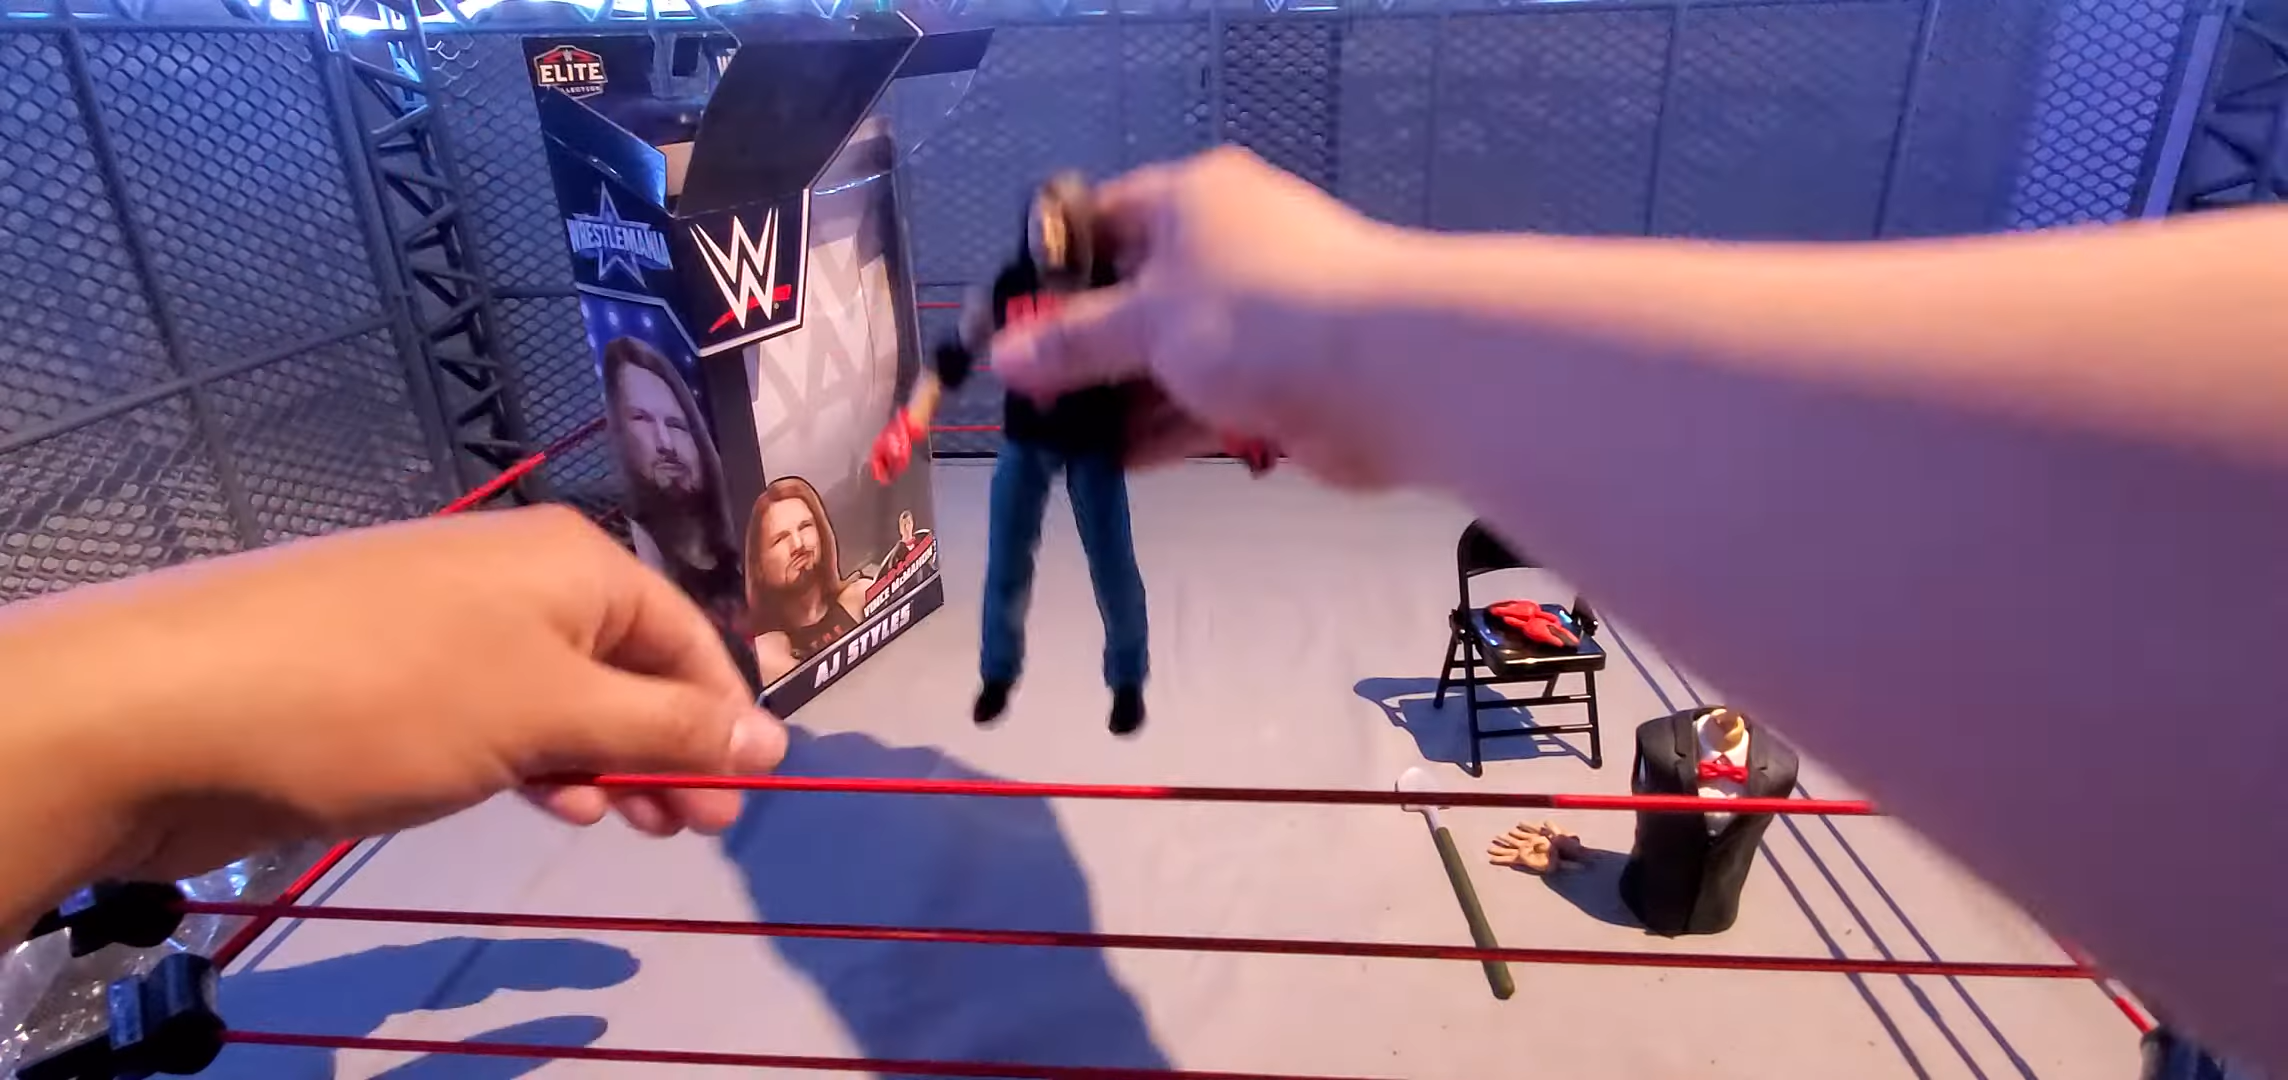 ELITE
WRESTLEMANIA
W
VINCE McMAHON
AJ STYLES